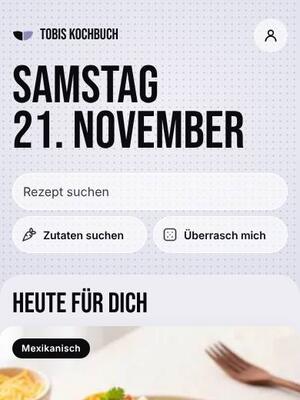 TOBIS KOCHBUCH
SAMSTAG
21. NOVEMBER
Rezept suchen
Zutaten suchen
Überrasch mich
HEUTE FÜR DICH
Mexikanisch